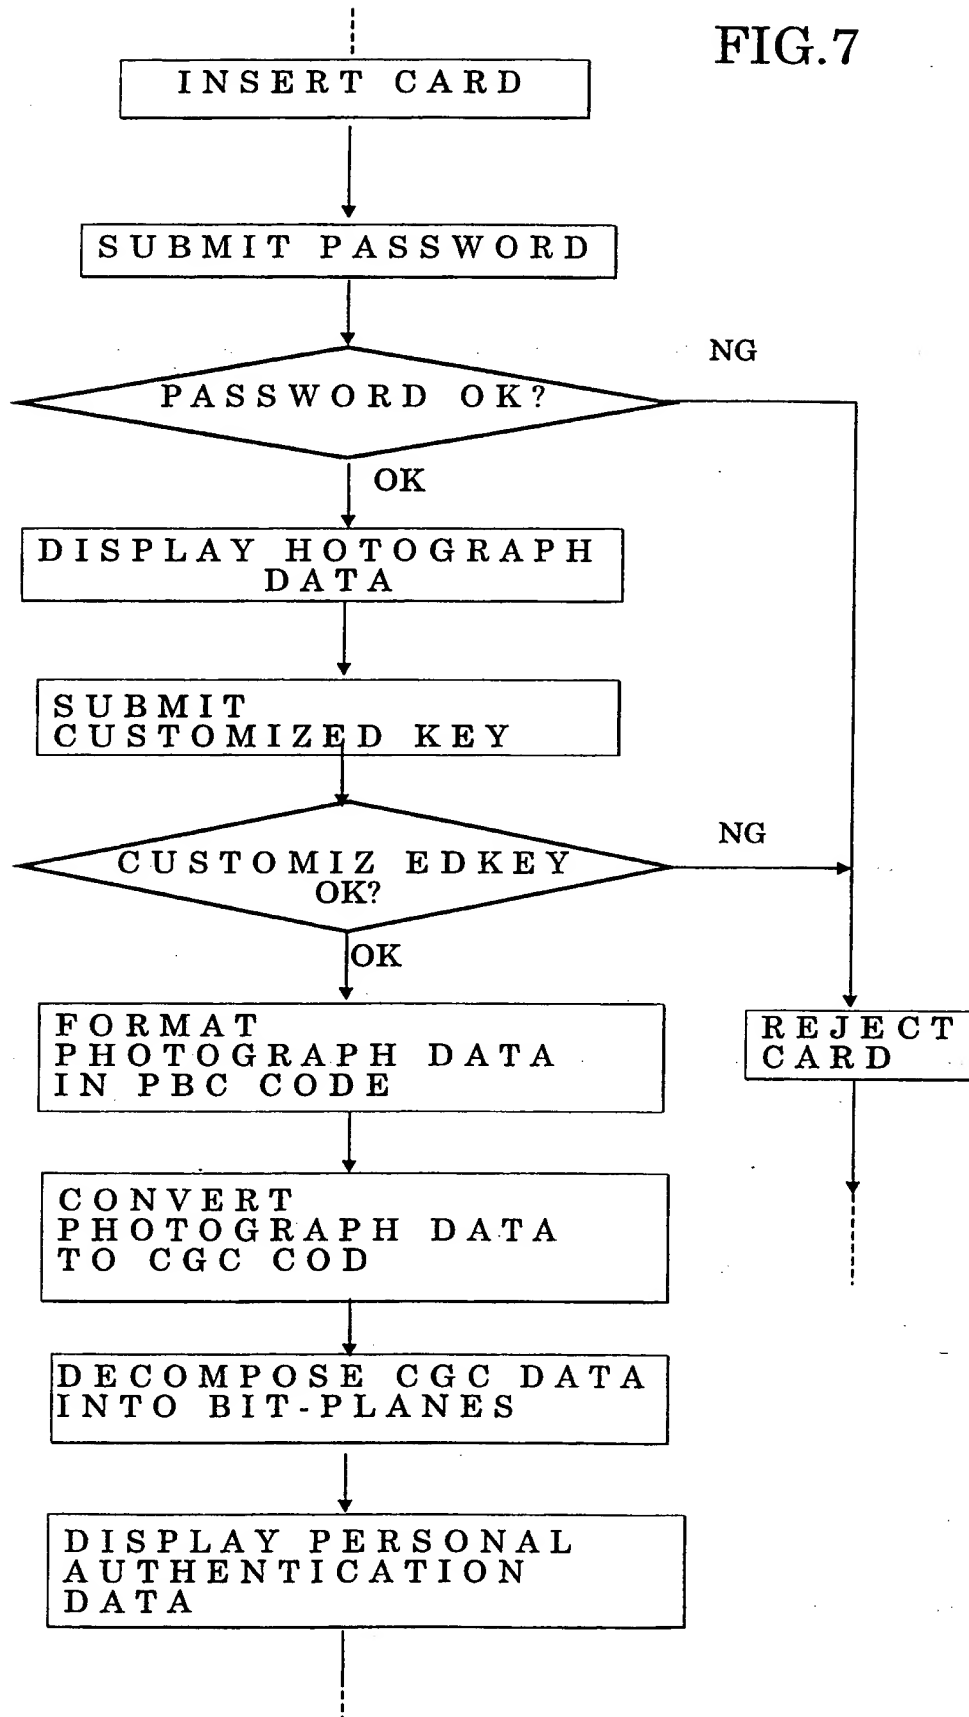 FIG.7
INSERT CARD
SUBMIT PASSWORD
NG
PASSWORD OK?
OK
DISPLAY HOTOGRAPH
DATA
SUBMIT
CUSTOMIZED KEY
NG
CUSTOMIZ EDKEY
OK?
OK
FORMAT
PHOTOGRAPH DATA
IN PBC CODE
REJECT
CARD
CONVERT
PHOTOGRAPH DATA
TO CGC COD
DECOMPOSE CGC DATA
INTO BIT-PLANES
DISPLAY PERSONAL
AUTHENTICATION
DATA